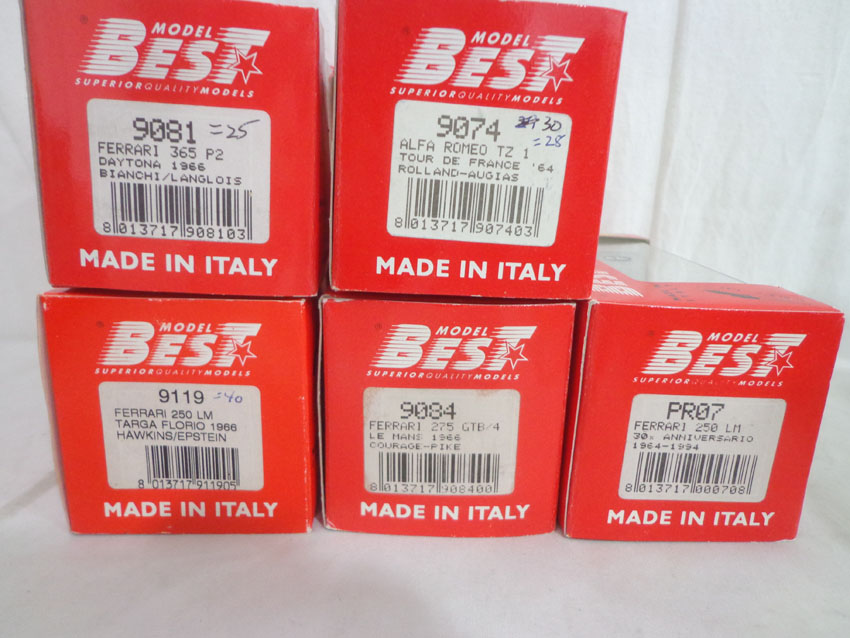 MODEL
BEST
SUPERIORQUALITYMODELS
9081 =25
FERRARI 365 P2
DAYTONA 1966
BIANCHI/LANGLOIS
8 013717 908103
MADE IN ITALY
MODEL
BEST
SUPERIORQUALITYMODELS
9074 30
=28
ALFA ROMEO TZ 1
TOUR DE FRANCE '64
ROLLAND-AUGIAS
8 013717 907403
MADE IN ITALY
MODEL
BEST
SUPERIORQUALITYMODELS
9119 =40
FERRARI 250 LM
TARGA FLORIO 1966
HAWKINS/EPSTEIN
8 013717 911905
MADE IN ITALY
MODEL
BEST
SUPERIORQUALITYMODELS
9084
FERRARI 275 GTB/4
LE MANS 1966
COURAGE-PIKE
8 013717 908400
MADE IN ITALY
MODEL
BEST
SUPERIORQUALITYMODELS
PR07
FERRARI 250 LM
30x ANNIVERSARIO
1964-1994
8 013717 000708
MADE IN ITALY